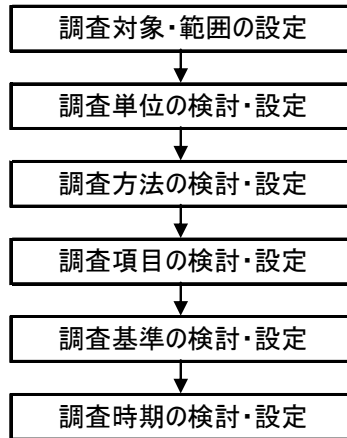 調査対象・範囲の設定
調査単位の検討・設定
調査方法の検討・設定
調査項目の検討・設定
調査基準の検討・設定
調査時期の検討・設定